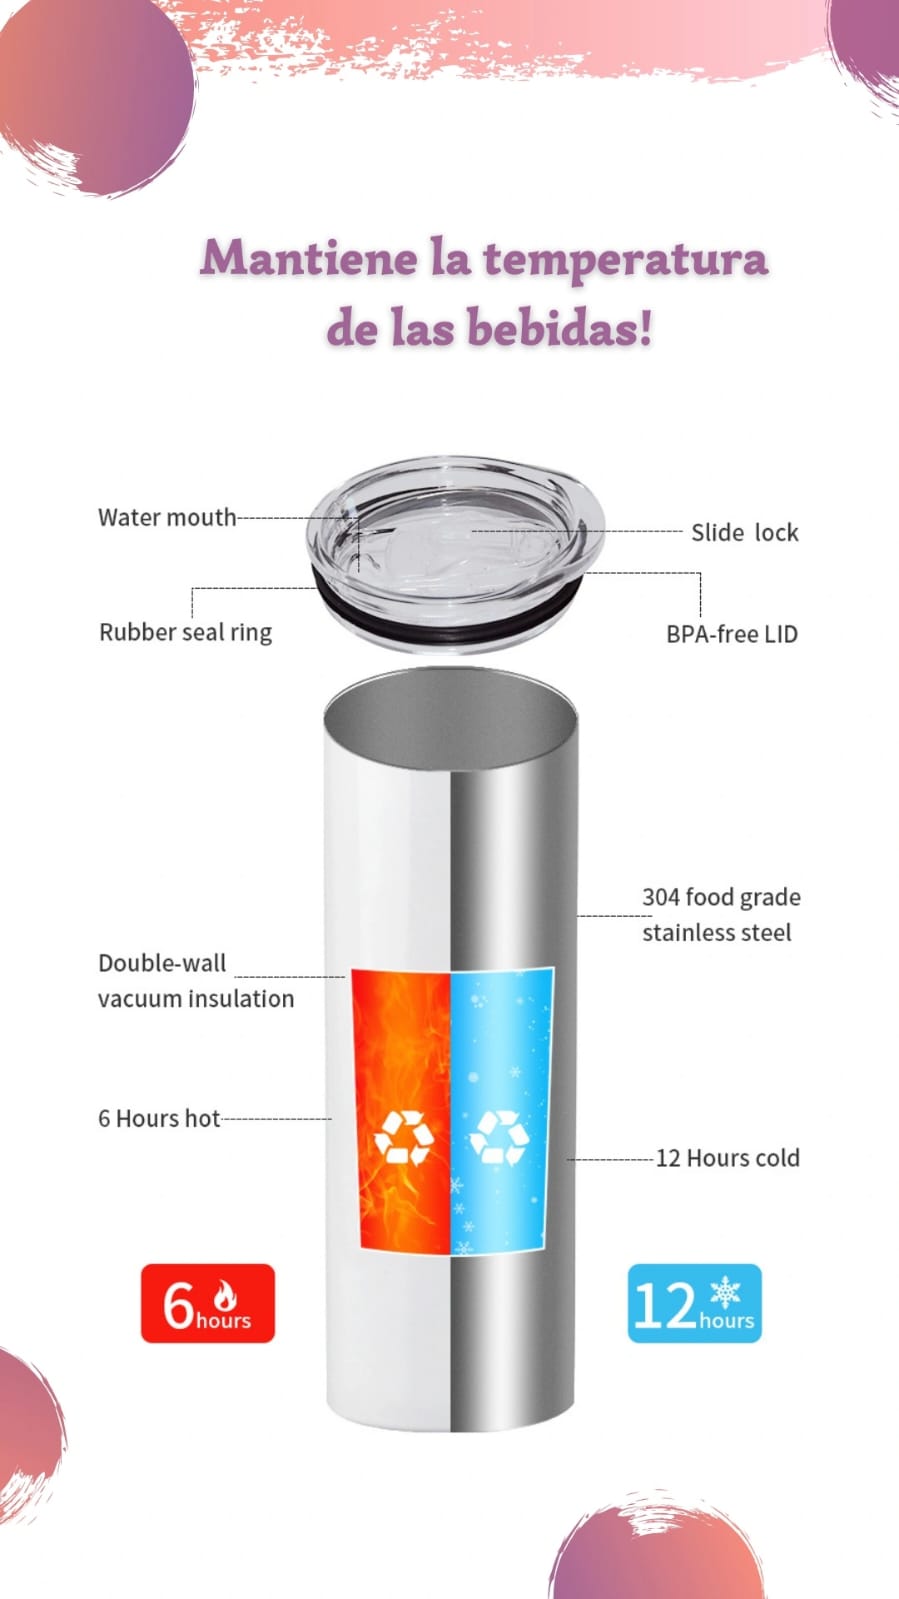 Mantiene la temperatura
de las bebidas!
Water mouth
Slide lock
Rubber seal ring
BPA-free LID
304 food grade
stainless steel
Double-wall
vacuum insulation
6 Hours hot
12 Hours cold
6 hours
12 hours